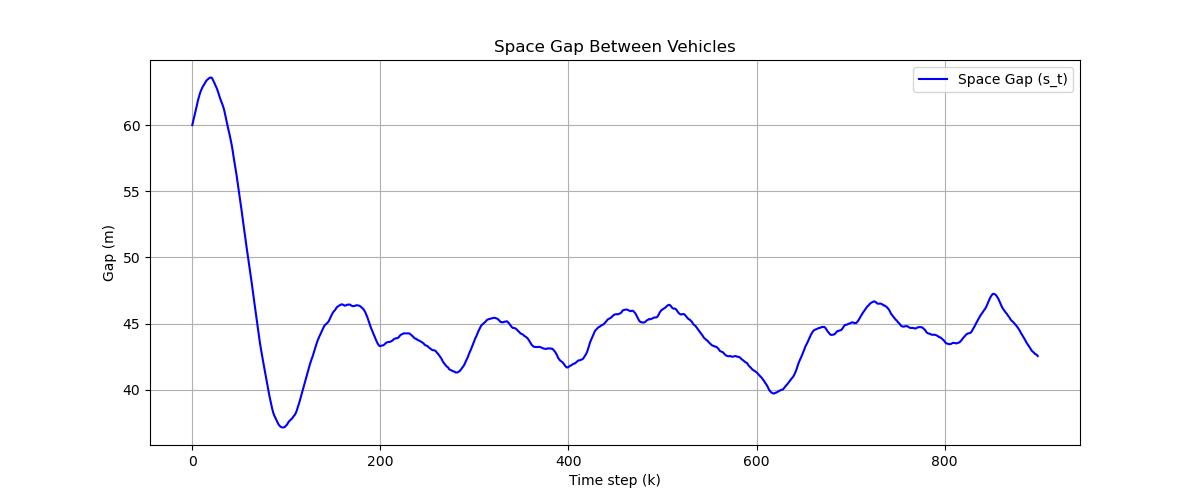 Space Gap Between Vehicles
Space Gap (s_t)
Gap (m)
60
55
50
45
40
0 200 400 600 800
Time step (k)